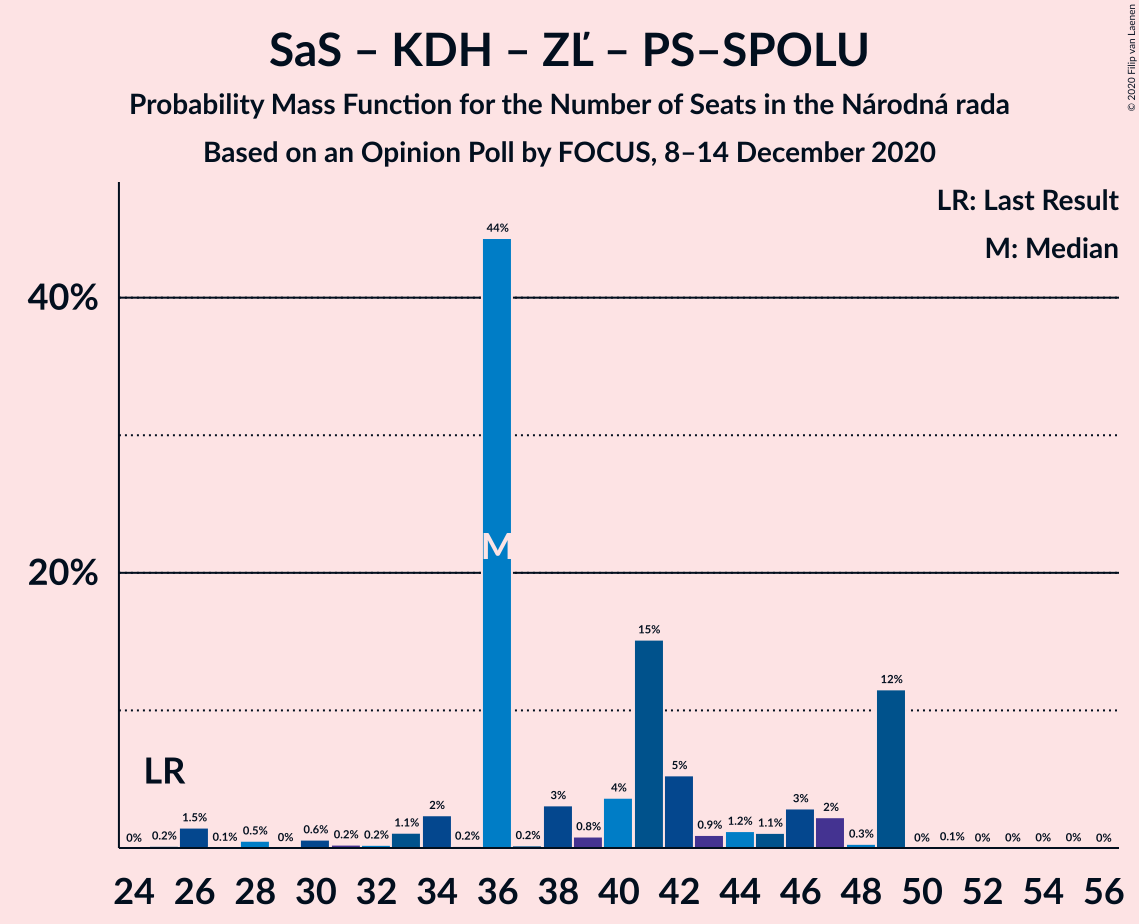 SaS – KDH – ZĽ – PS–SPOLU
Probability Mass Function for the Number of Seats in the Národná rada
Based on an Opinion Poll by FOCUS, 8–14 December 2020
© 2020 Filip van Laenen
LR: Last Result
M: Median
40%
20%
LR
M
0% 0.2% 1.5% 0.1% 0.5% 0% 0.6% 0.2% 0.2% 1.1% 2% 0.2% 44% 0.2% 3% 0.8% 4% 15% 5% 0.9% 1.2% 1.1% 3% 2% 0.3% 12% 0% 0.1% 0% 0% 0% 0% 0%
24 26 28 30 32 34 36 38 40 42 44 46 48 50 52 54 56